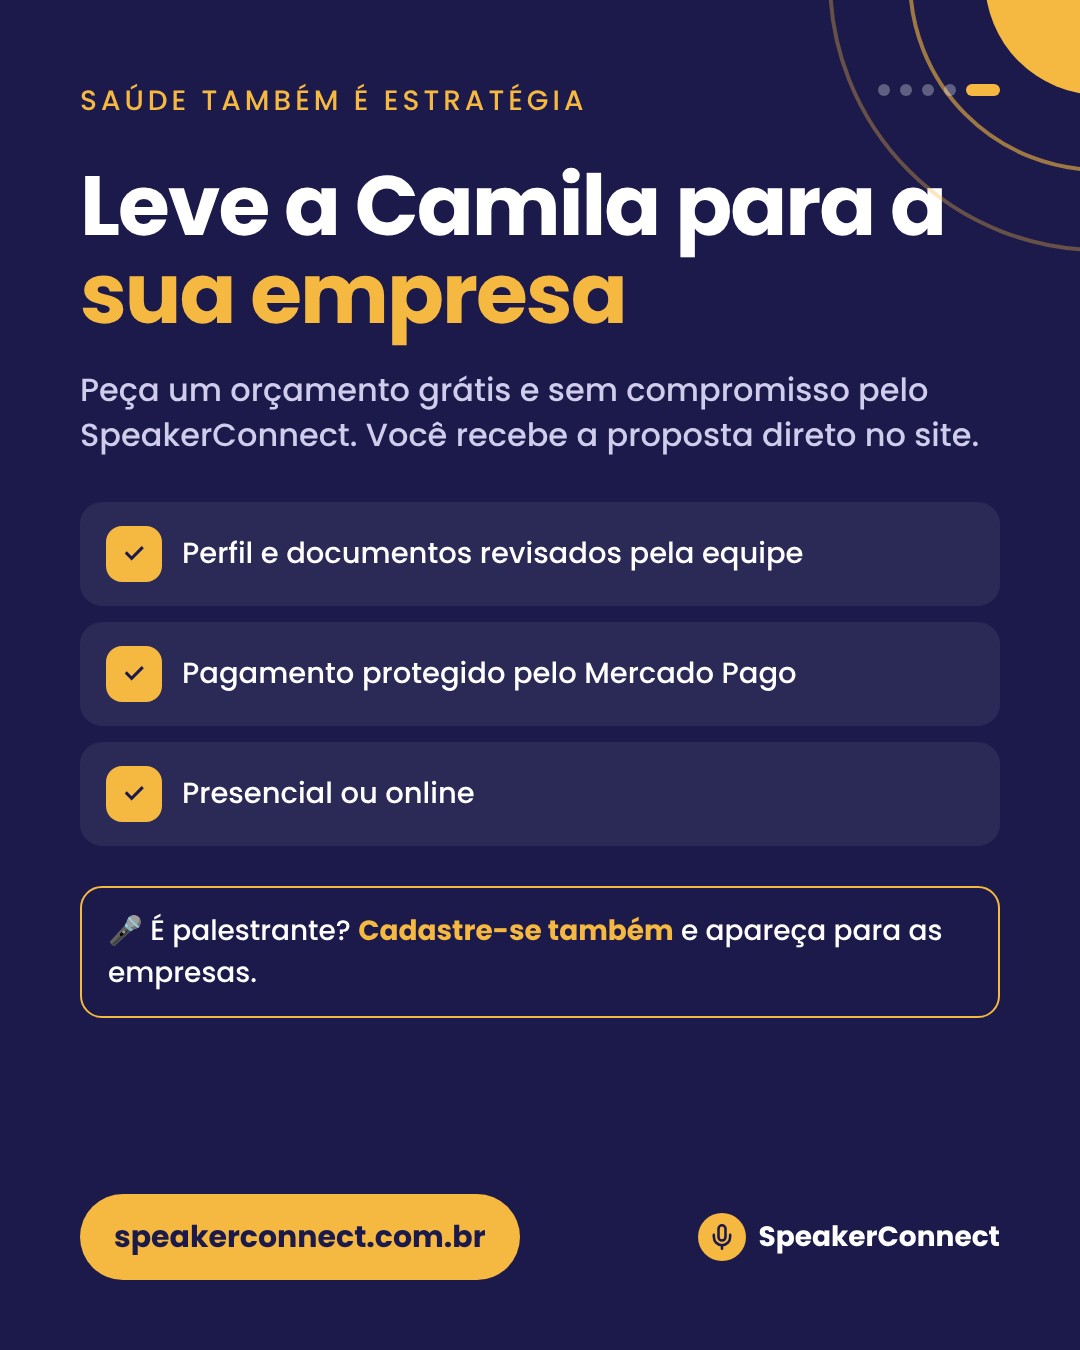 SAÚDE TAMBÉM É ESTRATÉGIA
Leve a Camila para a
sua empresa
Peça um orçamento grátis e sem compromisso pelo
SpeakerConnect. Você recebe a proposta direto no site.
Perfil e documentos revisados pela equipe
Pagamento protegido pelo Mercado Pago
Presencial ou online
🎤 É palestrante? Cadastre-se também e apareça para as
empresas.
speakerconnect.com.br
SpeakerConnect